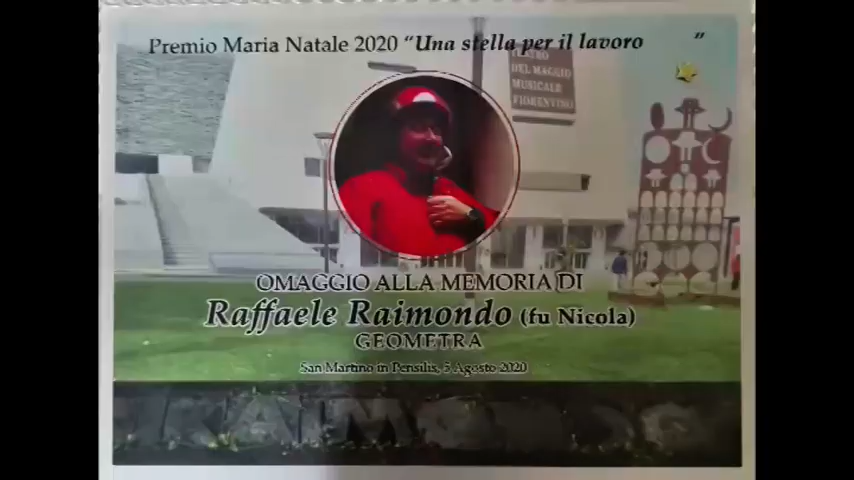 Premio Maria Natale 2020 "Una stella per il lavoro "
TEATRO
DEL MAGGIO
MUSICALE
FIORENTINO
OMAGGIO ALLA MEMORIA DI
Raffaele Raimondo (fu Nicola)
GEOMETRA
San Martino in Pensilis, 5 Agosto 2020